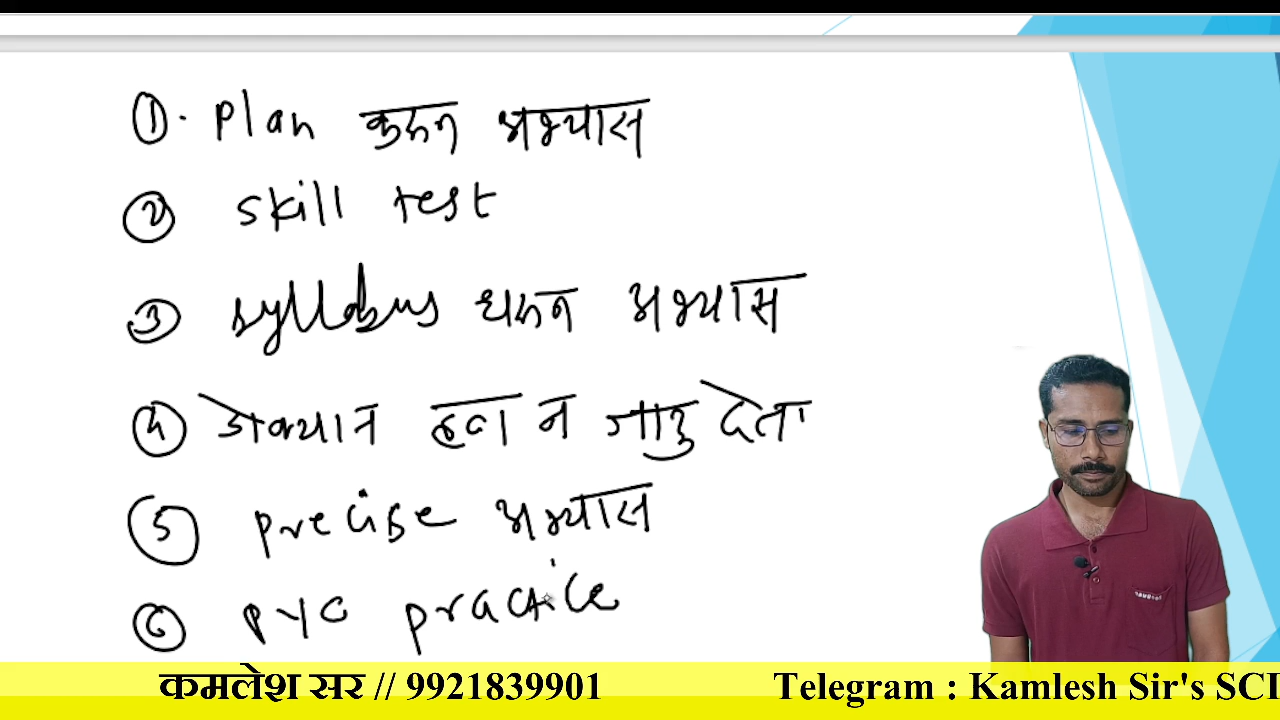 ①. Plan करून अभ्यास
② skill test
③ syllabus धरून अभ्यास
④ हवा न जाऊ देता
⑤ precise अभ्यास
⑥ PYQ practice
कमलेश सर // 9921839901 Telegram : Kamlesh Sir's SCI